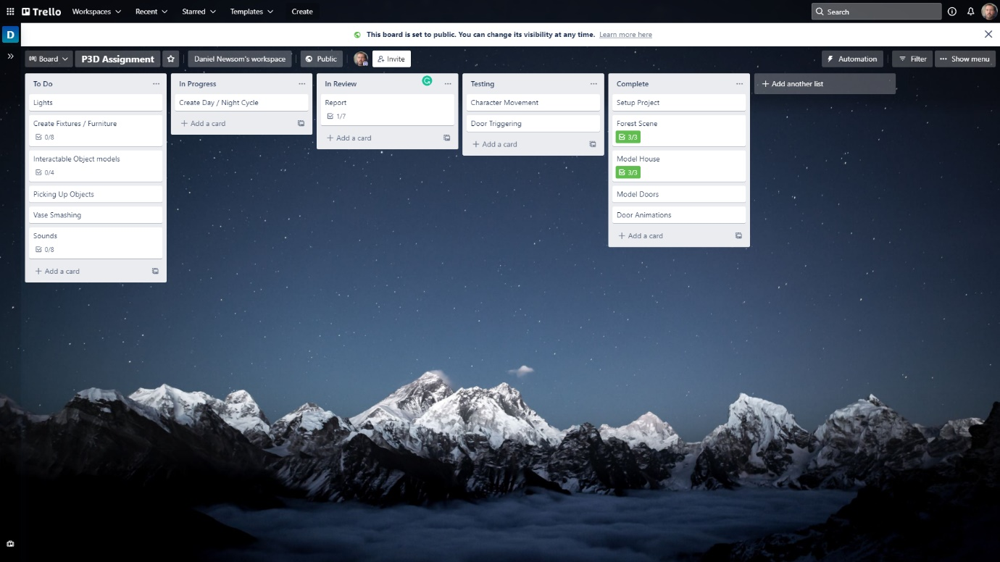 Trello Workspaces Recent Starred Templates Create Search
D This board is set to public. You can change its visibility at any time. Learn more here
Board P3D Assignment Daniel Newsom's workspace Public Invite Automation Filter Show menu
To Do
Lights
Create Fixtures / Furniture
0/8
Interactable Object models
0/4
Picking Up Objects
Vase Smashing
Sounds
0/8
+ Add a card
In Progress
Create Day / Night Cycle
+ Add a card
In Review
Report
1/7
+ Add a card
Testing
Character Movement
Door Triggering
+ Add a card
Complete
Setup Project
Forest Scene
3/3
Model House
3/3
Model Doors
Door Animations
+ Add a card
+ Add another list